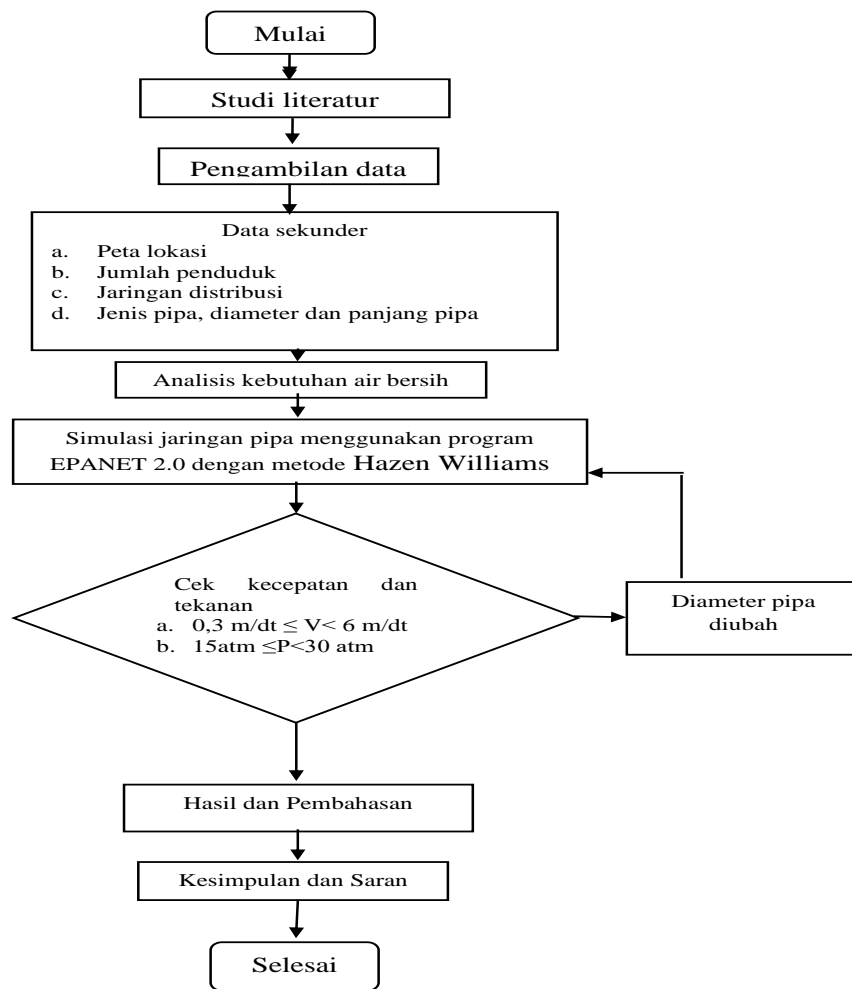 Mulai
Studi literatur
Pengambilan data
Data sekunder
a. Peta lokasi
b. Jumlah penduduk
c. Jaringan distribusi
d. Jenis pipa, diameter dan panjang pipa
Analisis kebutuhan air bersih
Simulasi jaringan pipa menggunakan program
EPANET 2.0 dengan metode Hazen Williams
Cek kecepatan dan
tekanan
a. 0,3 m/dt ≤ V< 6 m/dt
b. 15atm ≤P<30 atm
Diameter pipa
diubah
Hasil dan Pembahasan
Kesimpulan dan Saran
Selesai